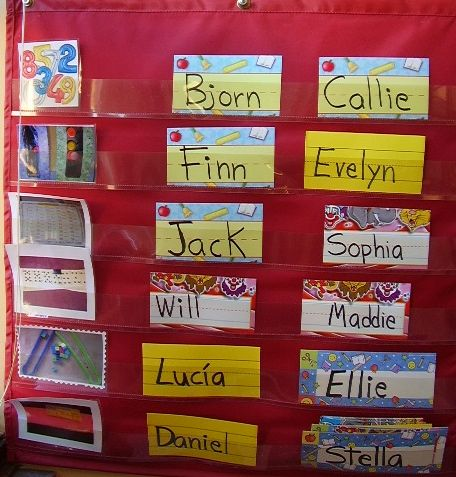 Bjorn Callie
Finn Evelyn
Jack Sophia
Will Maddie
Lucía Ellie
Daniel Stella